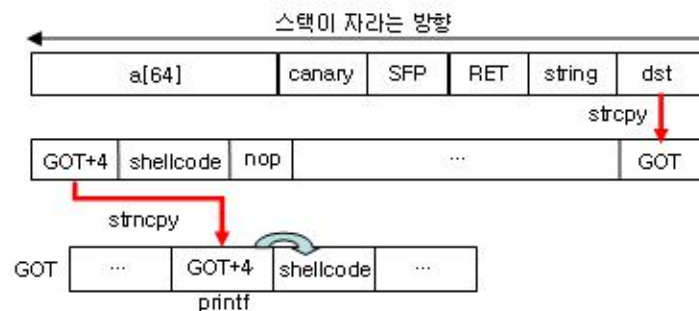 스택이 자라는 방향
a[64] canary SFP RET string dst
strcpy
GOT+4 shellcode nop ... GOT
strncpy
GOT ... GOT+4 shellcode ...
printf